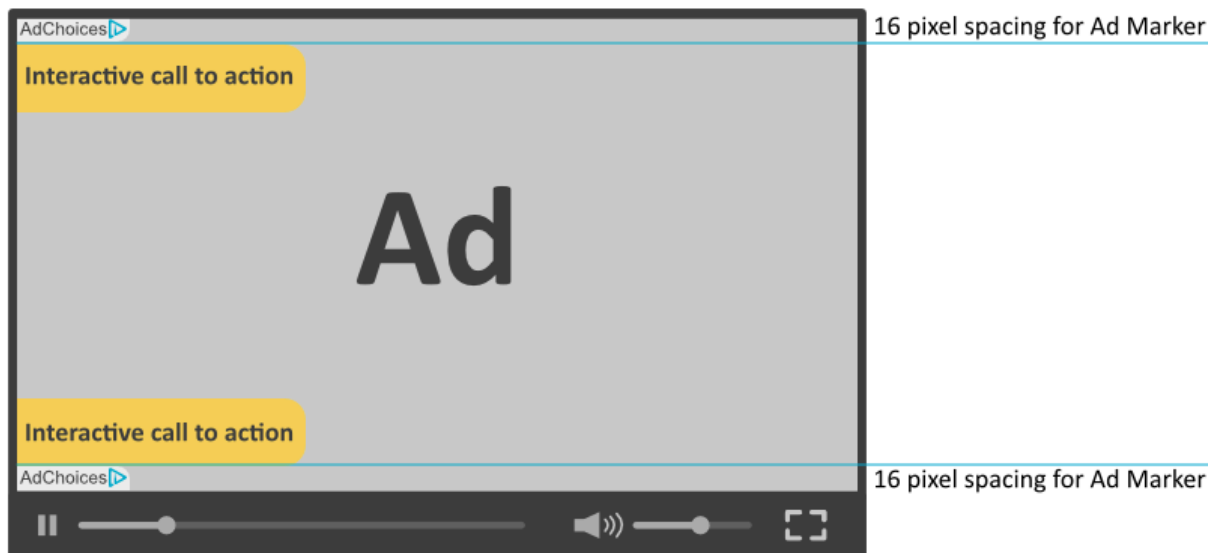 AdChoices
16 pixel spacing for Ad Marker
Interactive call to action
Ad
Interactive call to action
AdChoices
16 pixel spacing for Ad Marker